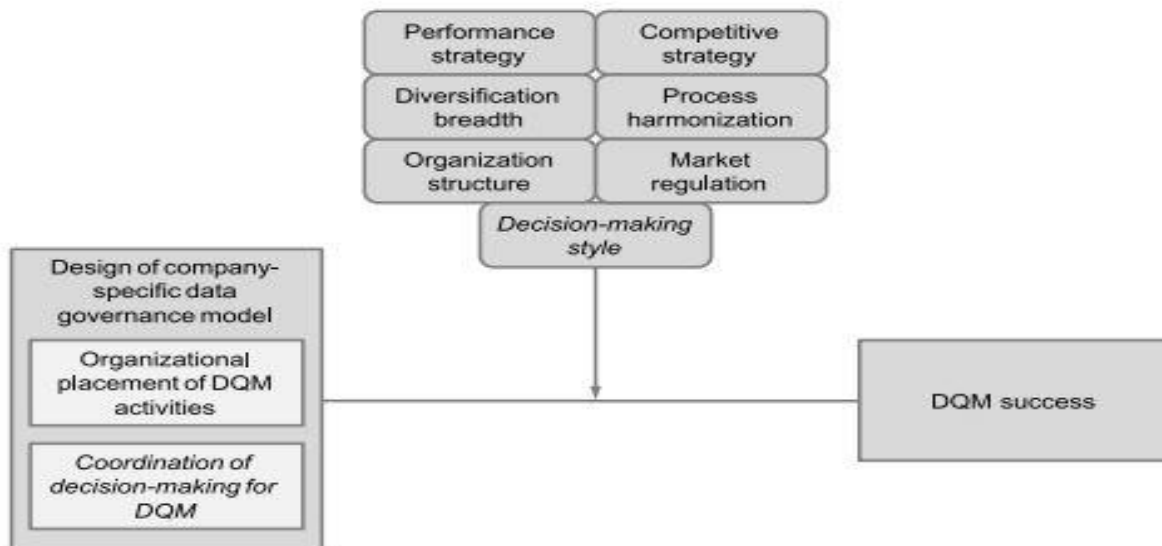 Performance
strategy
Competitive
strategy
Diversification
breadth
Process
harmonization
Organization
structure
Market
regulation
Decision-making
style
Design of company-
specific data
governance model
Organizational
placement of DQM
activities
Coordination of
decision-making for
DQM
DQM success